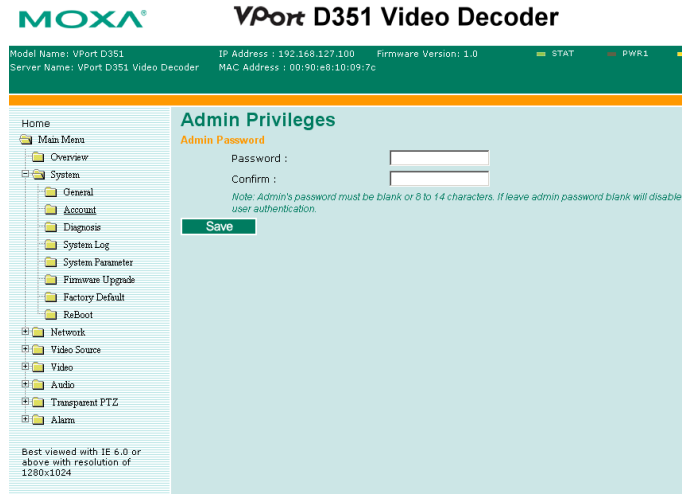 MOXA®
VPort D351 Video Decoder
Model Name: VPort D351 IP Address : 192.168.127.100 Firmware Version: 1.0 STAT PWR1
Server Name: VPort D351 Video Decoder MAC Address : 00:90:e8:10:09:7c
Home
Main Menu
Overview
System
General
Account
Diagnosis
System Log
System Parameter
Firmware Upgrade
Factory Default
ReBoot
Network
Video Source
Video
Audio
Transparent PTZ
Alarm
Best viewed with IE 6.0 or
above with resolution of
1280x1024
Admin Privileges
Admin Password
Password :
Confirm :
Note: Admin's password must be blank or 8 to 14 characters. If leave admin password blank will disable
user authentication.
Save